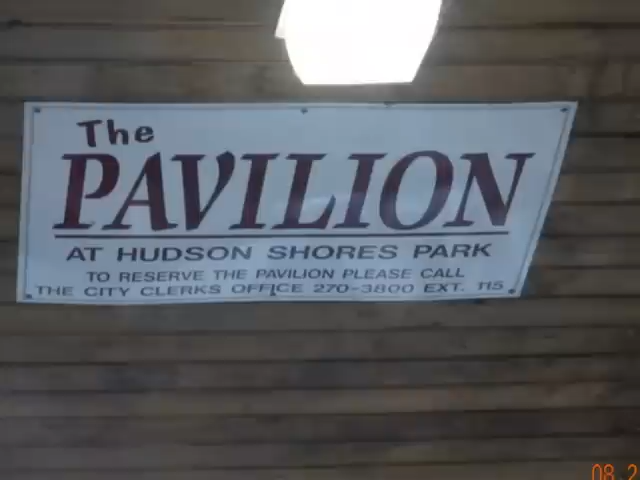 The
PAVILION
AT HUDSON SHORES PARK
TO RESERVE THE PAVILION PLEASE CALL
THE CITY CLERKS OFFICE 270-3800 EXT. 115
08 2